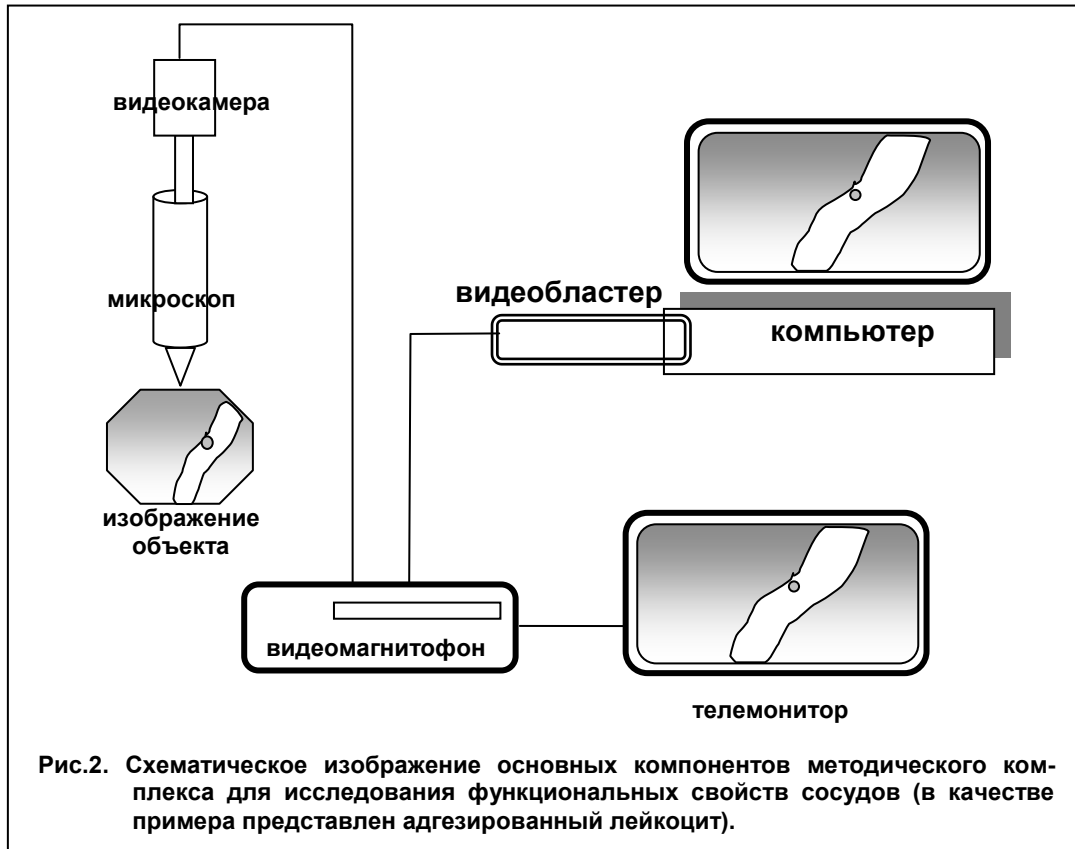 видеокамера
микроскоп
видеобластер
компьютер
изображение
объекта
видеомагнитофон
телемонитор
Рис.2. Схематическое изображение основных компонентов методического ком-
плекса для исследования функциональных свойств сосудов (в качестве
примера представлен адгезированный лейкоцит).